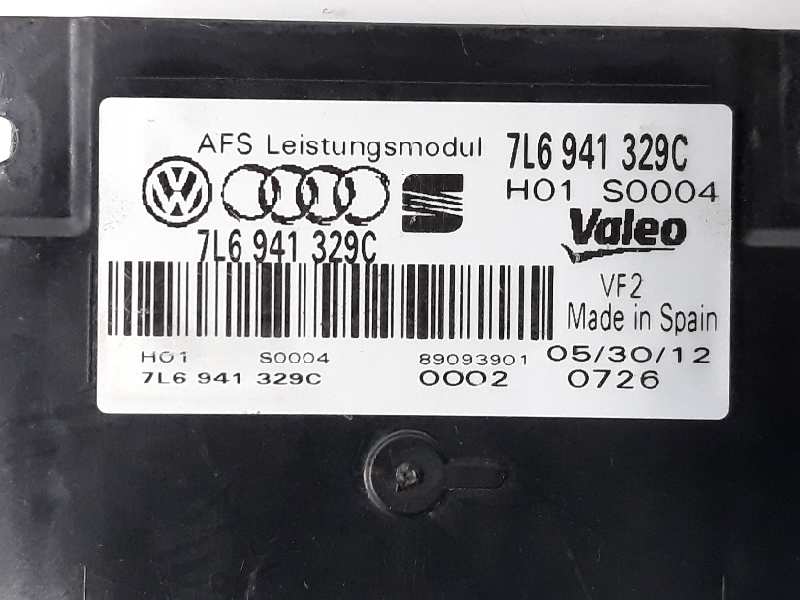 AFS Leistungsmodul 7L6 941 329C
H01 S0004
7L6 941 329C
Valeo
VF2
Made in Spain
H01 S0004 89093901 05/30/12
7L6 941 329C 0002 0726